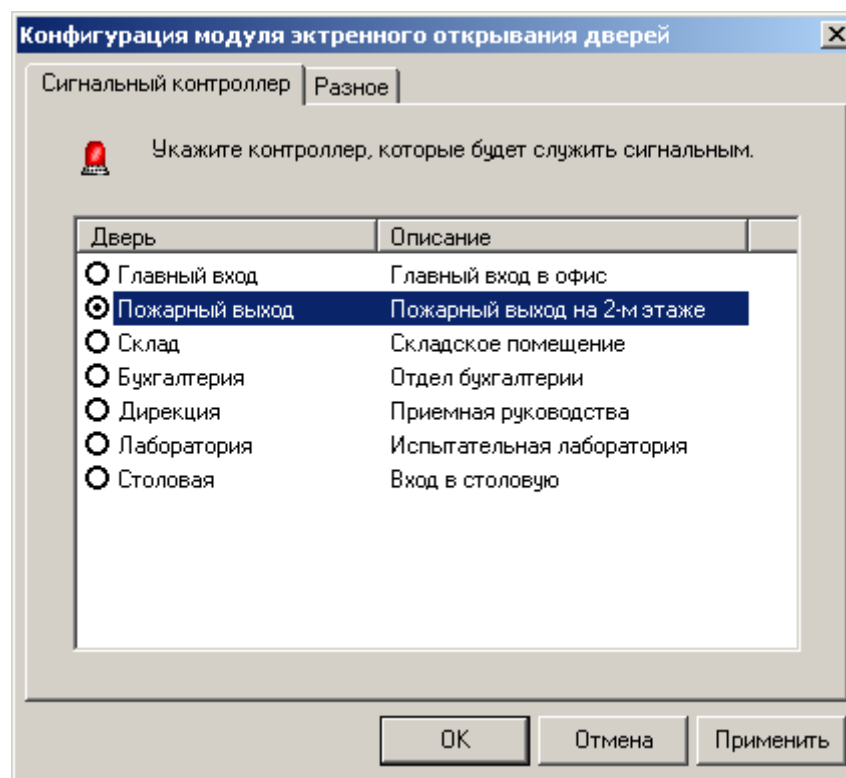 Конфигурация модуля эктренного открывания дверей
Сигнальный контроллер Разное
Укажите контроллер, которые будет служить сигнальным.
Дверь Описание
Главный вход Главный вход в офис
Пожарный выход Пожарный выход на 2-м этаже
Склад Складское помещение
Бухгалтерия Отдел бухгалтерии
Дирекция Приемная руководства
Лаборатория Испытательная лаборатория
Столовая Вход в столовую
OK Отмена Применить